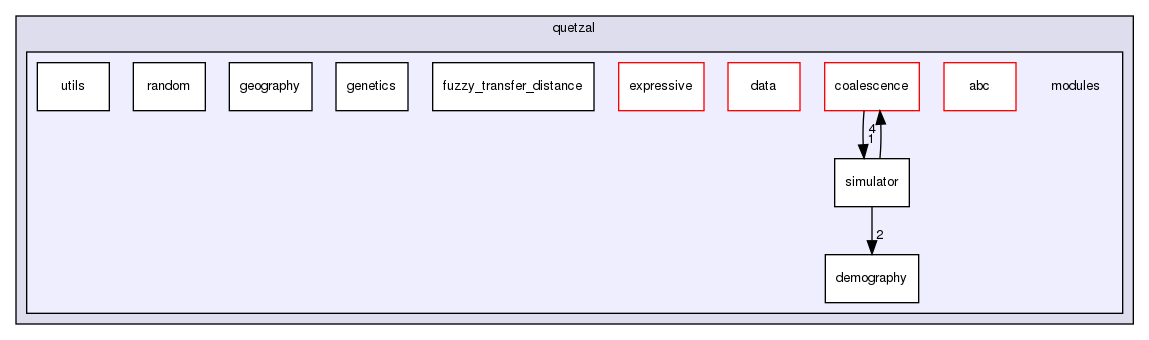 quetzal
utils
random
geography
genetics
fuzzy_transfer_distance
expressive
data
coalescence
abc
modules
4
1
simulator
2
demography